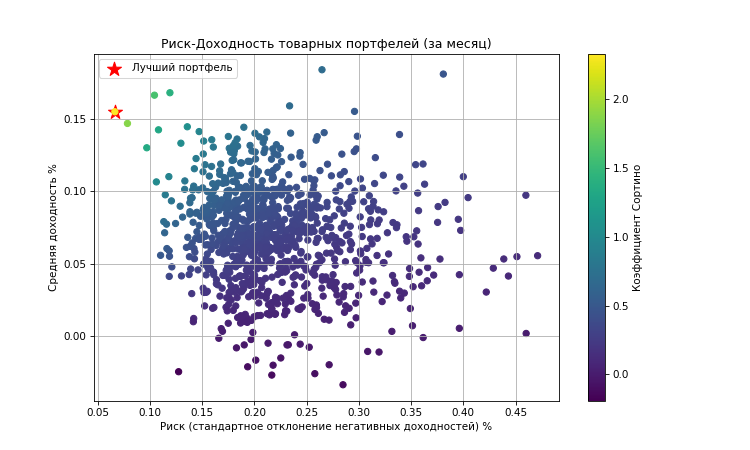 Риск-Доходность товарных портфелей (за месяц)
Лучший портфель
Средняя доходность %
0.15
0.10
0.05
0.00
0.05 0.10 0.15 0.20 0.25 0.30 0.35 0.40 0.45
Риск (стандартное отклонение негативных доходностей) %
2.0
1.5
1.0
0.5
0.0
Коэффициент Сортино